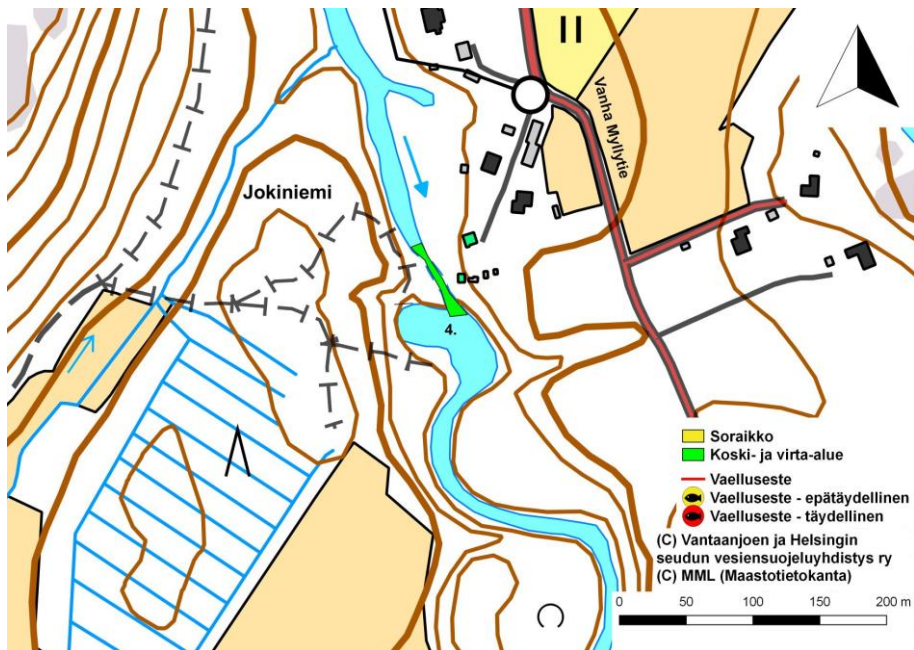 Vanha Myllytie
Jokiniemi
4.
Soraikko
Koski- ja virta-alue
Vaelluseste
Vaelluseste - epätäydellinen
Vaelluseste - täydellinen
(C) Vantaanjoen ja Helsingin
seudun vesiensuojeluyhdistys ry
(C) MML (Maastotietokanta)
0 50 100 150 200 m